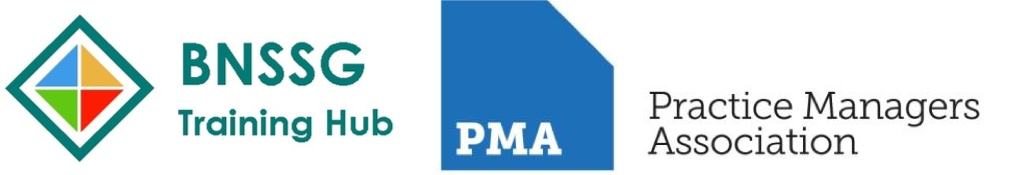 BNSSG
Training Hub
PMA
Practice Managers
Association